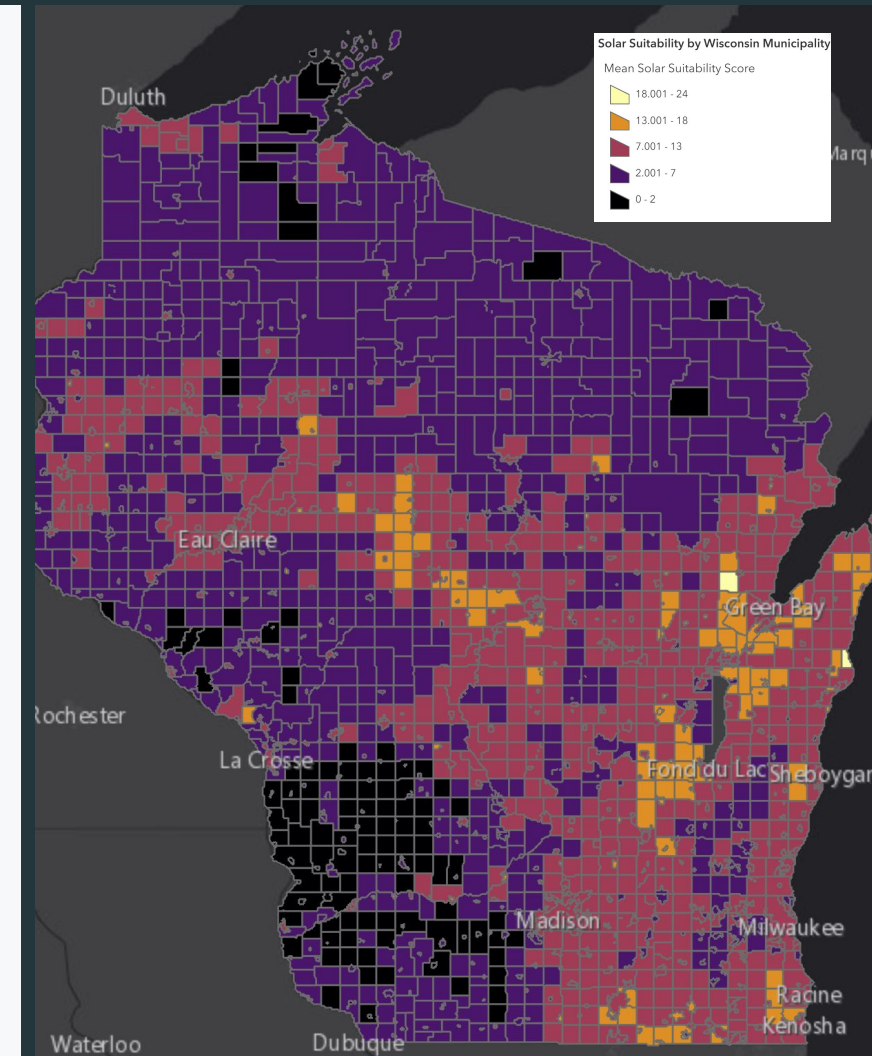 Solar Suitability by Wisconsin Municipality
Mean Solar Suitability Score
18.001 - 24
13.001 - 18
7.001 - 13
2.001 - 7
0 - 2
Duluth
Marq
Eau Claire
Green Bay
Rochester
La Crosse
Fond du Lac
Sheboygan
Madison
Milwaukee
Racine
Kenosha
Waterloo
Dubuque